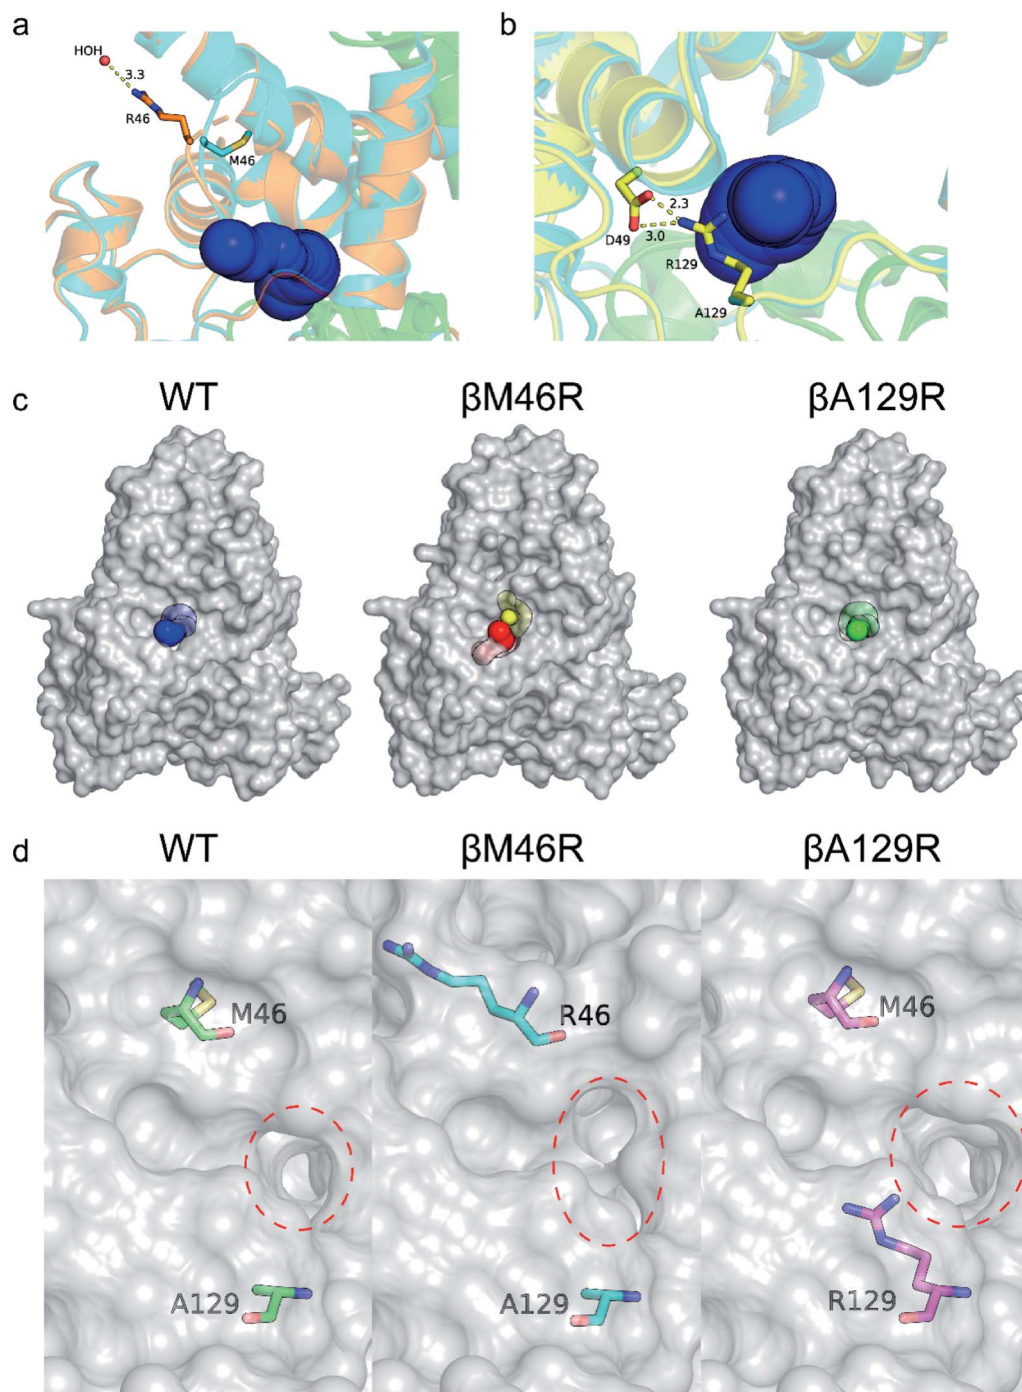 a
HOH
3.3
R46
M46
b
2.3
D49
3.0
R129
A129
c
WT
βM46R
βA129R
d
WT
βM46R
βA129R
M46
R46
M46
A129
A129
R129